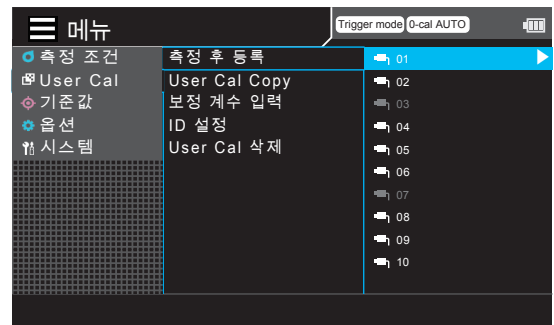 메뉴
Trigger mode 0-cal AUTO
측정 조건
User Cal
기준값
옵션
시스템
측정 후 등록
User Cal Copy
보정 계수 입력
ID 설정
User Cal 삭제
01
02
03
04
05
06
07
08
09
10